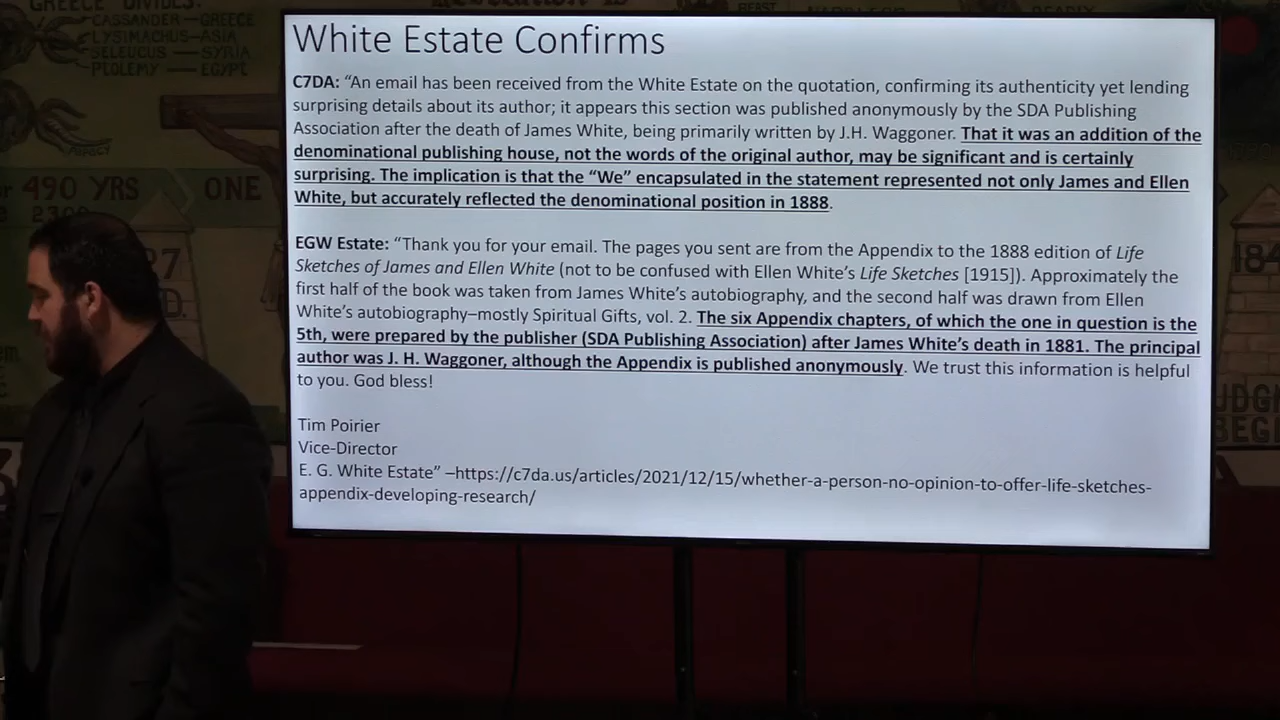 GREECE DIVIDES:
CASSANDER—GREECE
LYSIMACHUS—ASIA
SELEUCUS — SYRIA
PTOLEMY — EGYPT
490 YRS
ONE
White Estate Confirms
C7DA: “An email has been received from the White Estate on the quotation, confirming its authenticity yet lending
surprising details about its author; it appears this section was published anonymously by the SDA Publishing
Association after the death of James White, being primarily written by J.H. Waggoner. That it was an addition of the
denominational publishing house, not the words of the original author, may be significant and is certainly
surprising. The implication is that the “We” encapsulated in the statement represented not only James and Ellen
White, but accurately reflected the denominational position in 1888.
EGW Estate: “Thank you for your email. The pages you sent are from the Appendix to the 1888 edition of Life
Sketches of James and Ellen White (not to be confused with Ellen White’s Life Sketches [1915]). Approximately the
first half of the book was taken from James White’s autobiography, and the second half was drawn from Ellen
White’s autobiography–mostly Spiritual Gifts, vol. 2. The six Appendix chapters, of which the one in question is the
5th, were prepared by the publisher (SDA Publishing Association) after James White’s death in 1881. The principal
author was J. H. Waggoner, although the Appendix is published anonymously. We trust this information is helpful
to you. God bless!
Tim Poirier
Vice-Director
E. G. White Estate” –https://c7da.us/articles/2021/12/15/whether-a-person-no-opinion-to-offer-life-sketches-
appendix-developing-research/